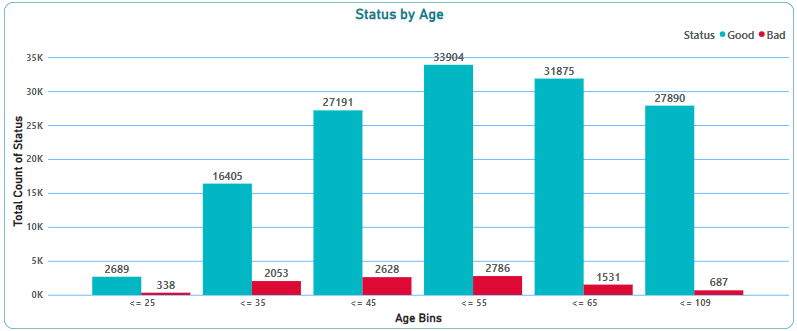 Status by Age
Status Good Bad
Total Count of Status
35K
30K
25K
20K
15K
10K
5K
0K
2689
338
16405
2053
27191
2628
33904
2786
31875
1531
27890
687
<= 25
<= 35
<= 45
<= 55
<= 65
<= 109
Age Bins